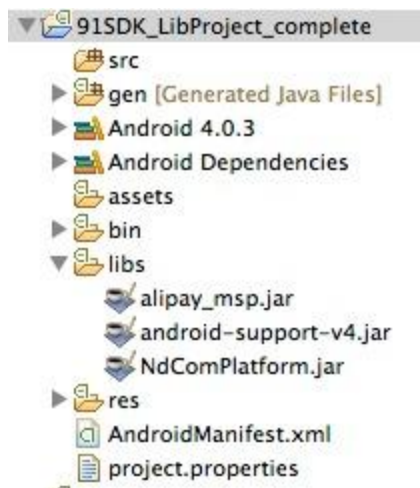 91SDK_LibProject_complete
src
gen [Generated Java Files]
Android 4.0.3
Android Dependencies
assets
bin
libs
alipay_msp.jar
android-support-v4.jar
NdComPlatform.jar
res
AndroidManifest.xml
project.properties